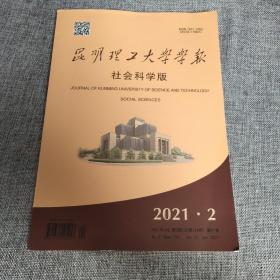 昆明理工大学学报
社会科学版
JOURNAL OF KUNMING UNIVERSITY OF SCIENCE AND TECHNOLOGY
SOCIAL SCIENCES
2021·2